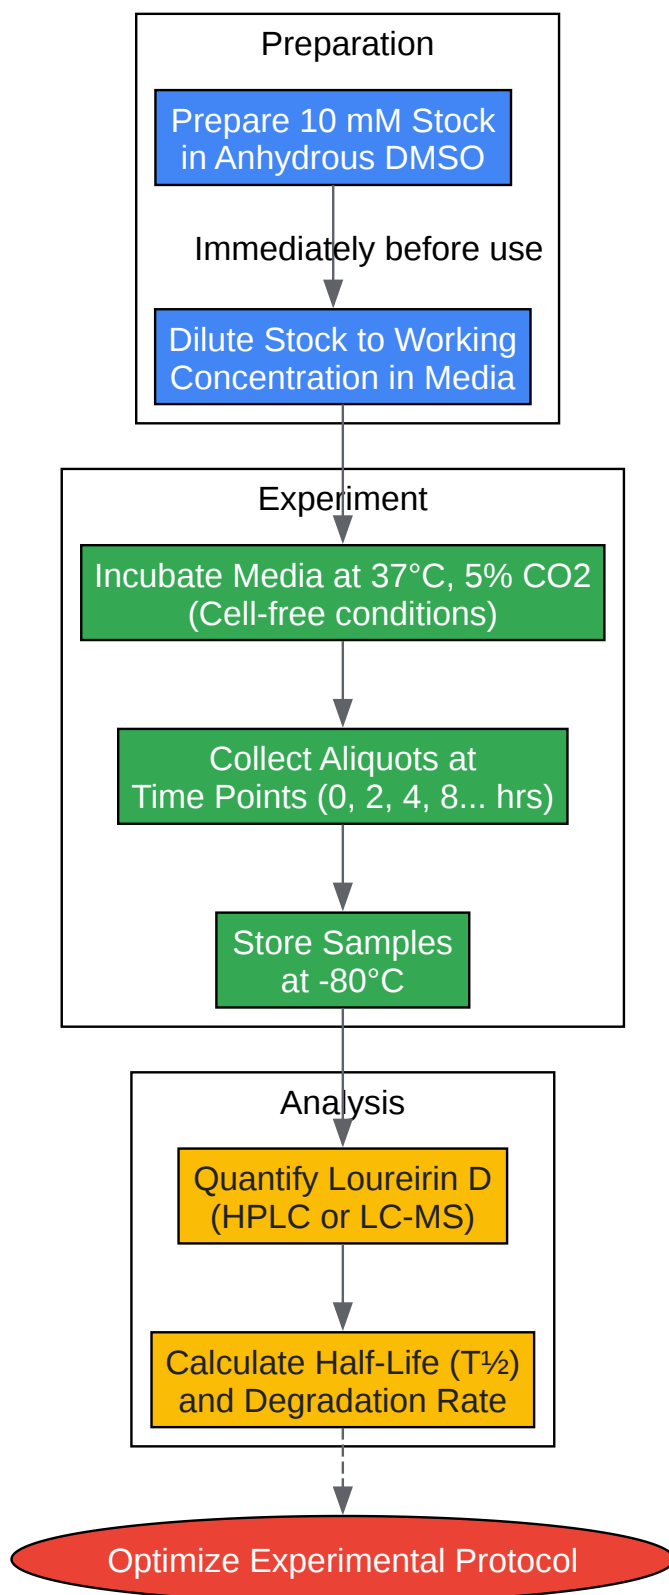 Preparation
Prepare 10 mM Stock
in Anhydrous DMSO
Immediately before use
Dilute Stock to Working
Concentration in Media
Experiment
Incubate Media at 37°C, 5% CO2
(Cell-free conditions)
Collect Aliquots at
Time Points (0, 2, 4, 8... hrs)
Store Samples
at -80°C
Analysis
Quantify Loureirin D
(HPLC or LC-MS)
Calculate Half-Life (T½)
and Degradation Rate
Optimize Experimental Protocol